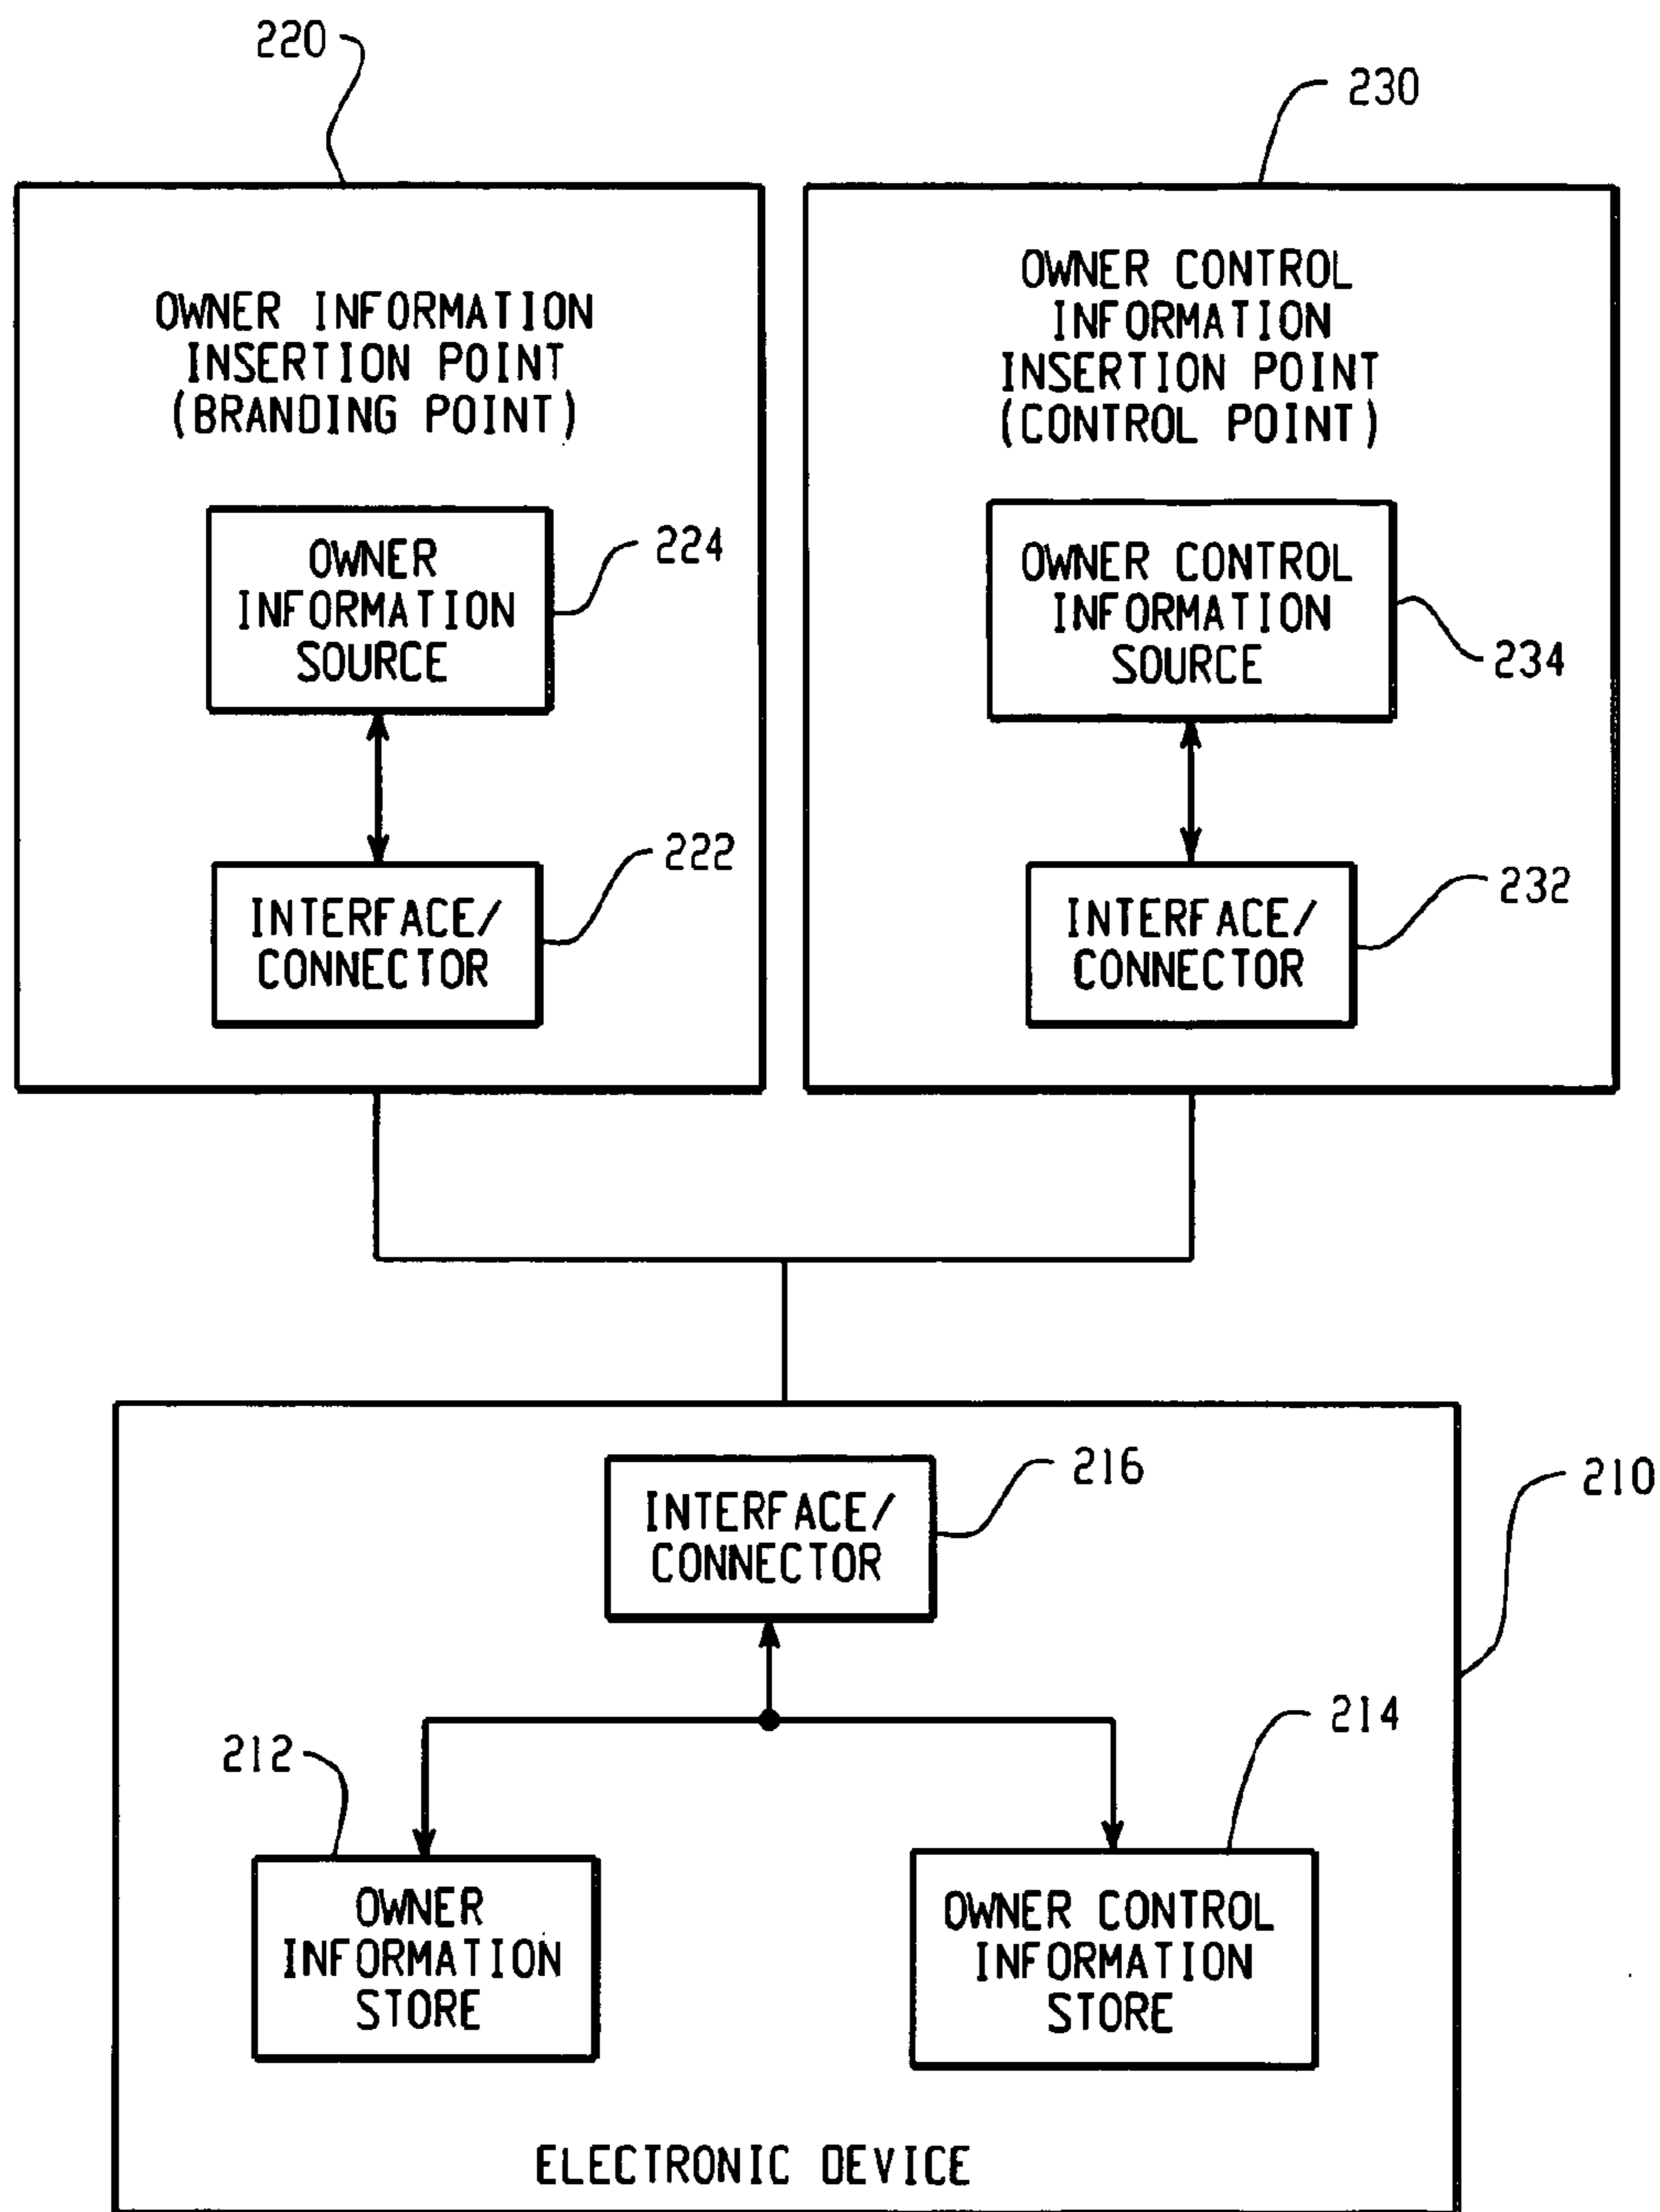 220
230
OWNER INFORMATION
INSERTION POINT
(BRANDING POINT)
OWNER CONTROL
INFORMATION
INSERTION POINT
(CONTROL POINT)
OWNER
INFORMATION
SOURCE
224
OWNER CONTROL
INFORMATION
SOURCE
234
INTERFACE/
CONNECTOR
222
INTERFACE/
CONNECTOR
232
INTERFACE/
CONNECTOR
216
210
212
214
OWNER
INFORMATION
STORE
OWNER CONTROL
INFORMATION
STORE
ELECTRONIC DEVICE